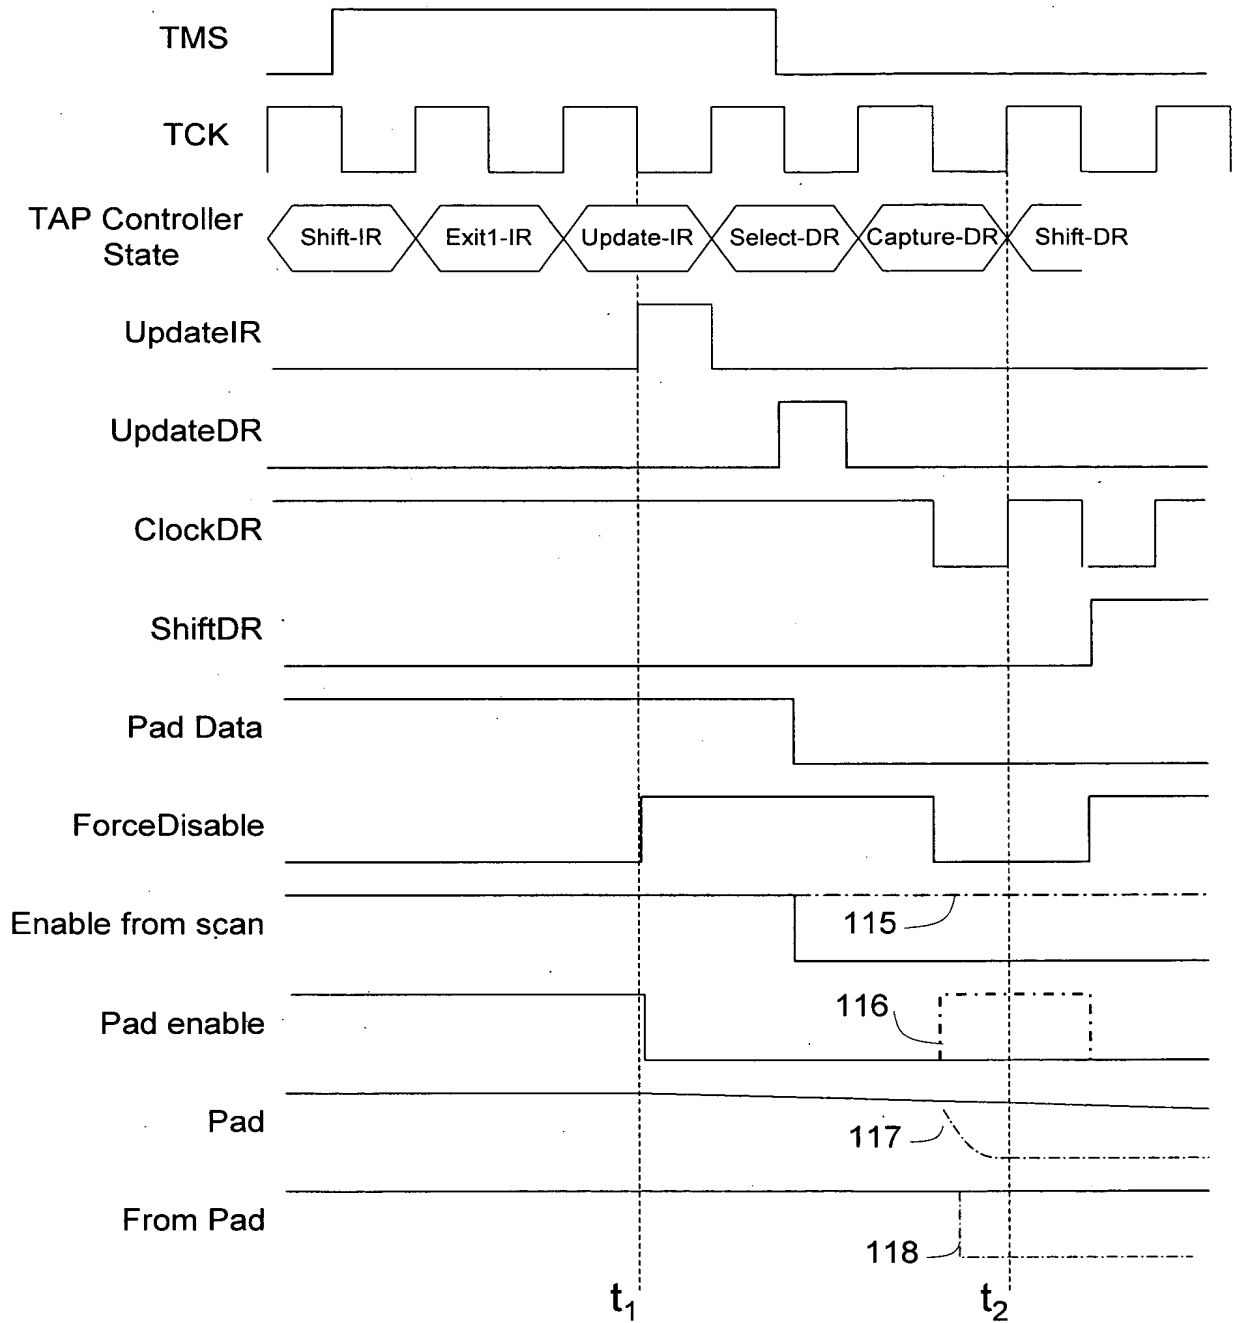 TMS
TCK
TAP Controller
State
Shift-IR Exit1-IR Update-IR Select-DR Capture-DR Shift-DR
UpdateIR
UpdateDR
ClockDR
ShiftDR
Pad Data
ForceDisable
Enable from scan
115
Pad enable
116
Pad
117
From Pad
118
t1 t2